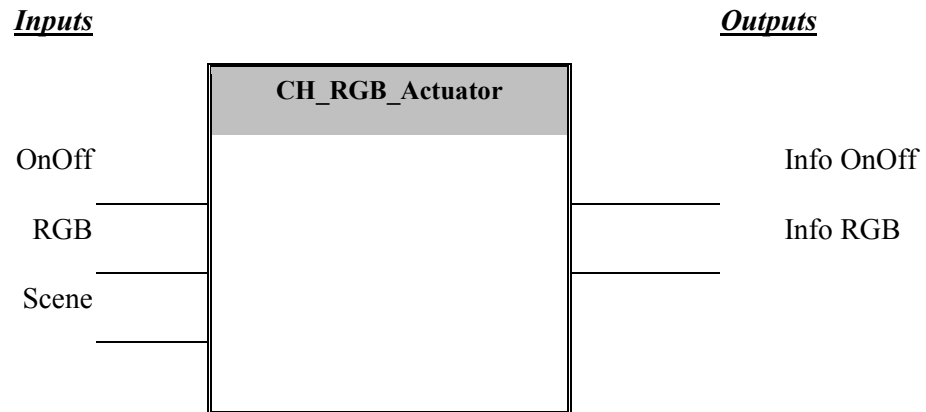 Inputs
Outputs
CH_RGB_Actuator
OnOff
Info OnOff
RGB
Info RGB
Scene